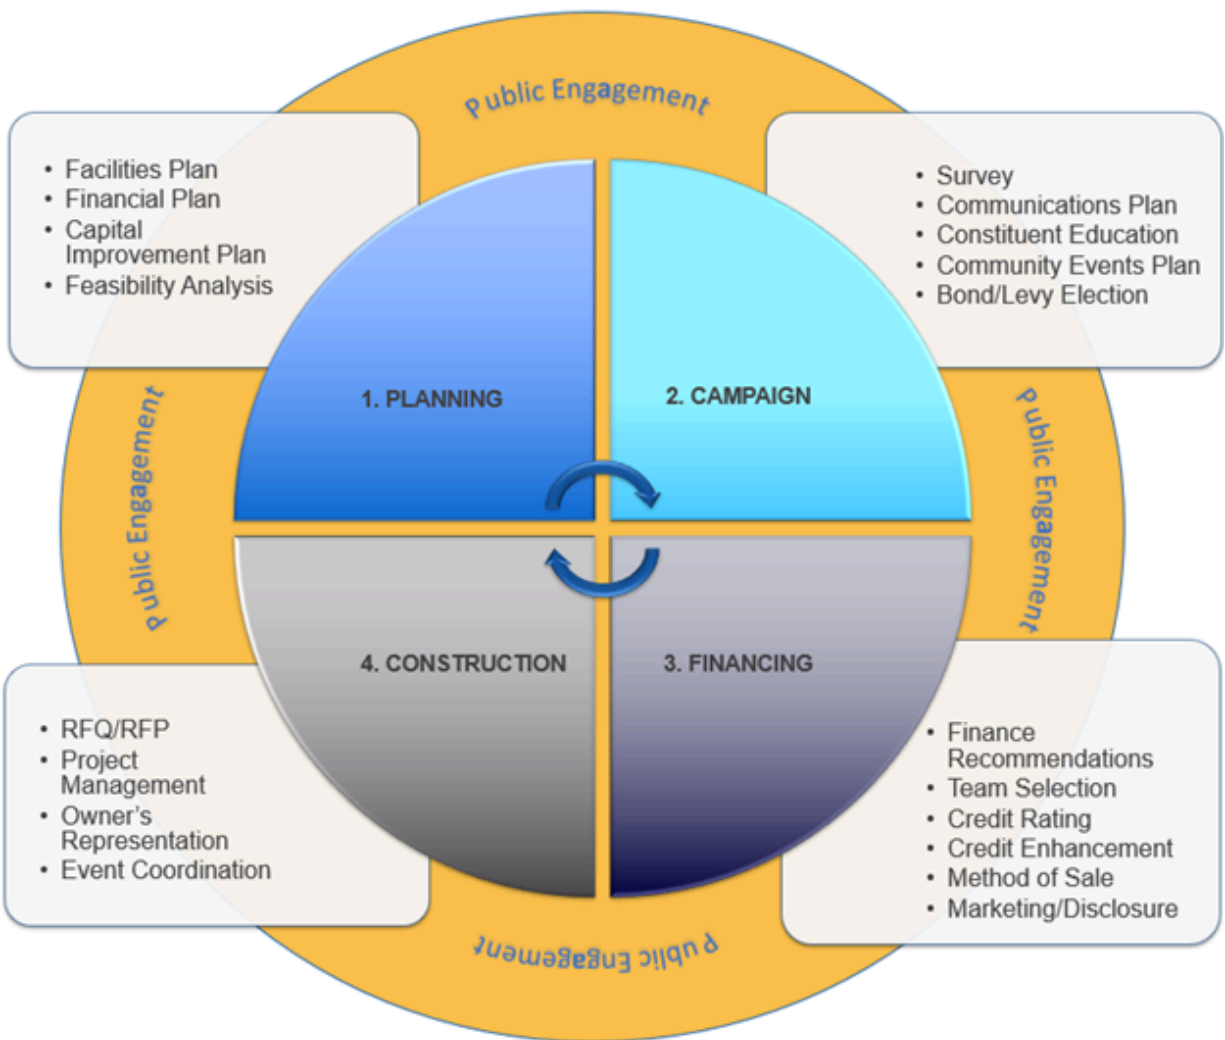 Public Engagement
• Facilities Plan
• Financial Plan
• Capital
Improvement Plan
• Feasibility Analysis
• Survey
• Communications Plan
• Constituent Education
• Community Events Plan
• Bond/Levy Election
1. PLANNING
2. CAMPAIGN
Public Engagement
Public Engagement
4. CONSTRUCTION
3. FINANCING
• RFQ/RFP
• Project
Management
• Owner’s
Representation
• Event Coordination
• Finance
Recommendations
• Team Selection
• Credit Rating
• Credit Enhancement
• Method of Sale
• Marketing/Disclosure
Public Engagement